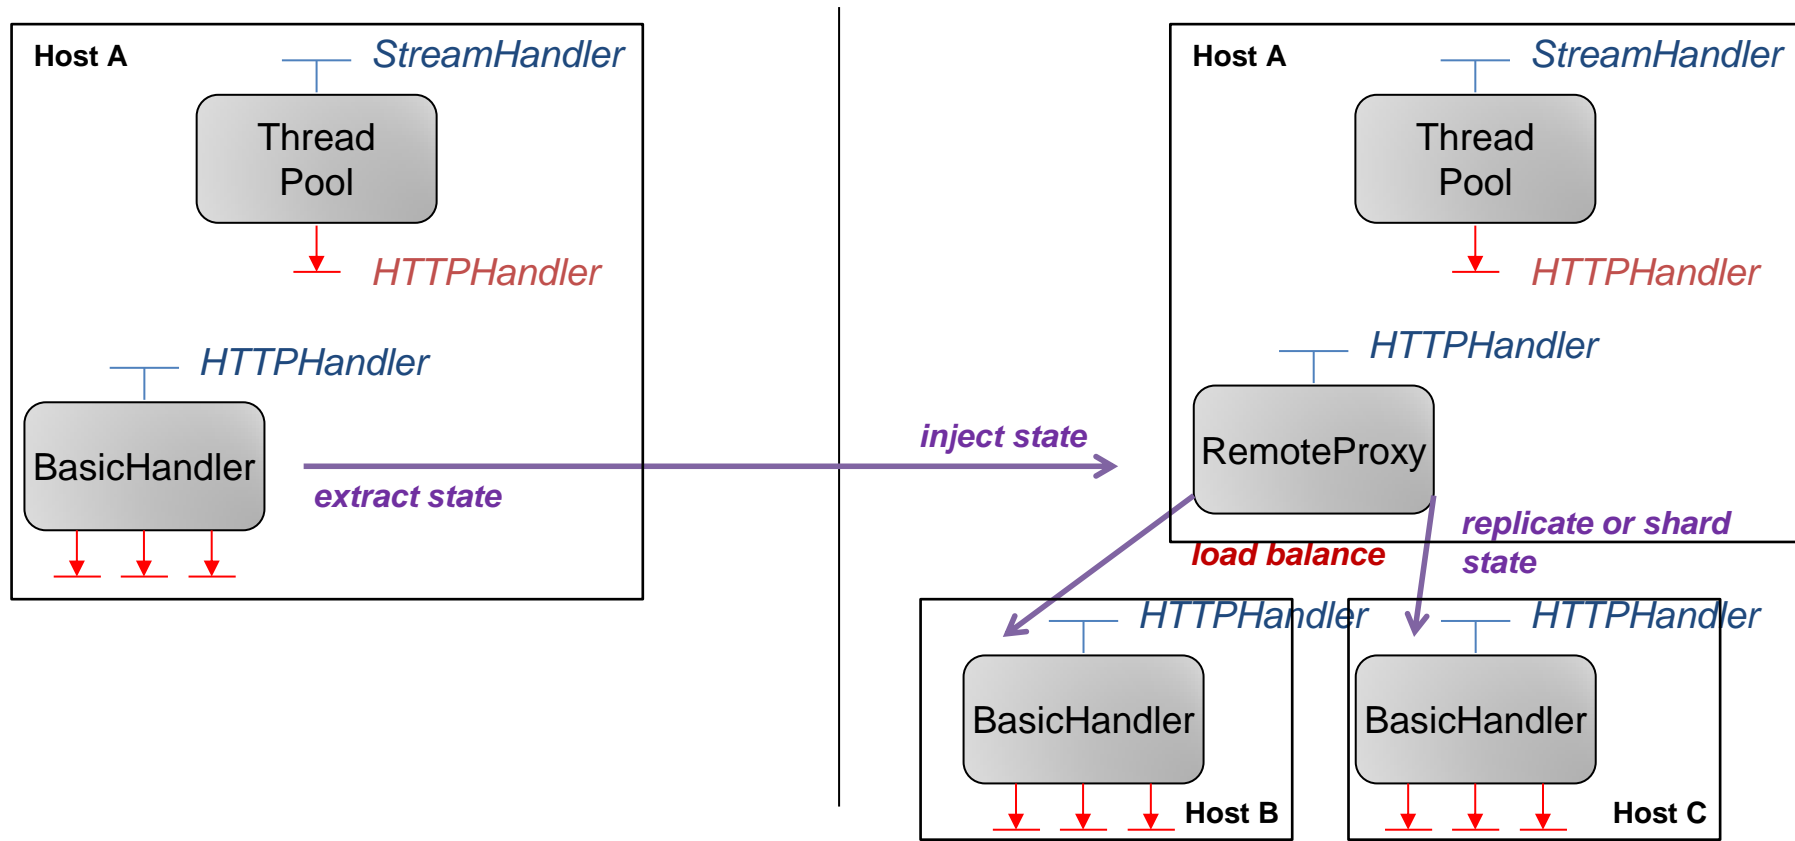 Host A
StreamHandler
Thread
Pool
HTTPHandler
HTTPHandler
BasicHandler
extract state
inject state
Host A
StreamHandler
Thread
Pool
HTTPHandler
HTTPHandler
RemoteProxy
load balance
replicate or shard
state
HTTPHandler
BasicHandler
Host B
HTTPHandler
BasicHandler
Host C